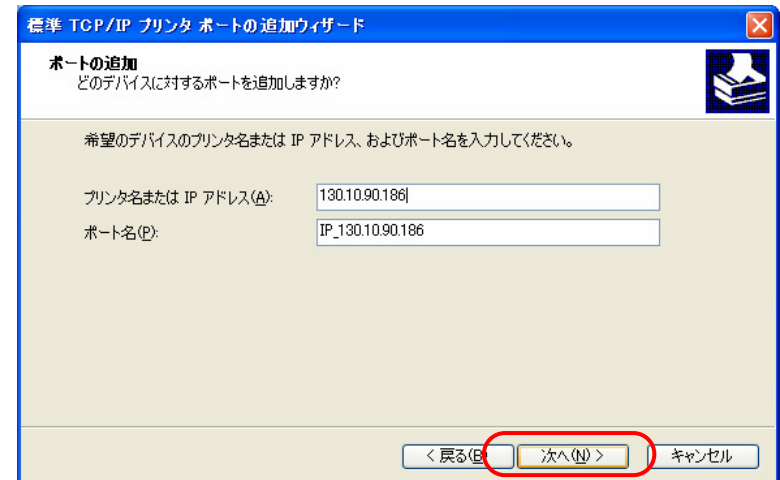 標準 TCP/IP プリンタ ポートの追加ウィザード
ポートの追加
どのデバイスに対するポートを追加しますか?
希望のデバイスのプリンタ名または IP アドレス、およびポート名を入力してください。
プリンタ名または IP アドレス(A): 130.10.90.186
ポート名(P): IP_130.10.90.186
< 戻る(B) 次へ(N) > キャンセル